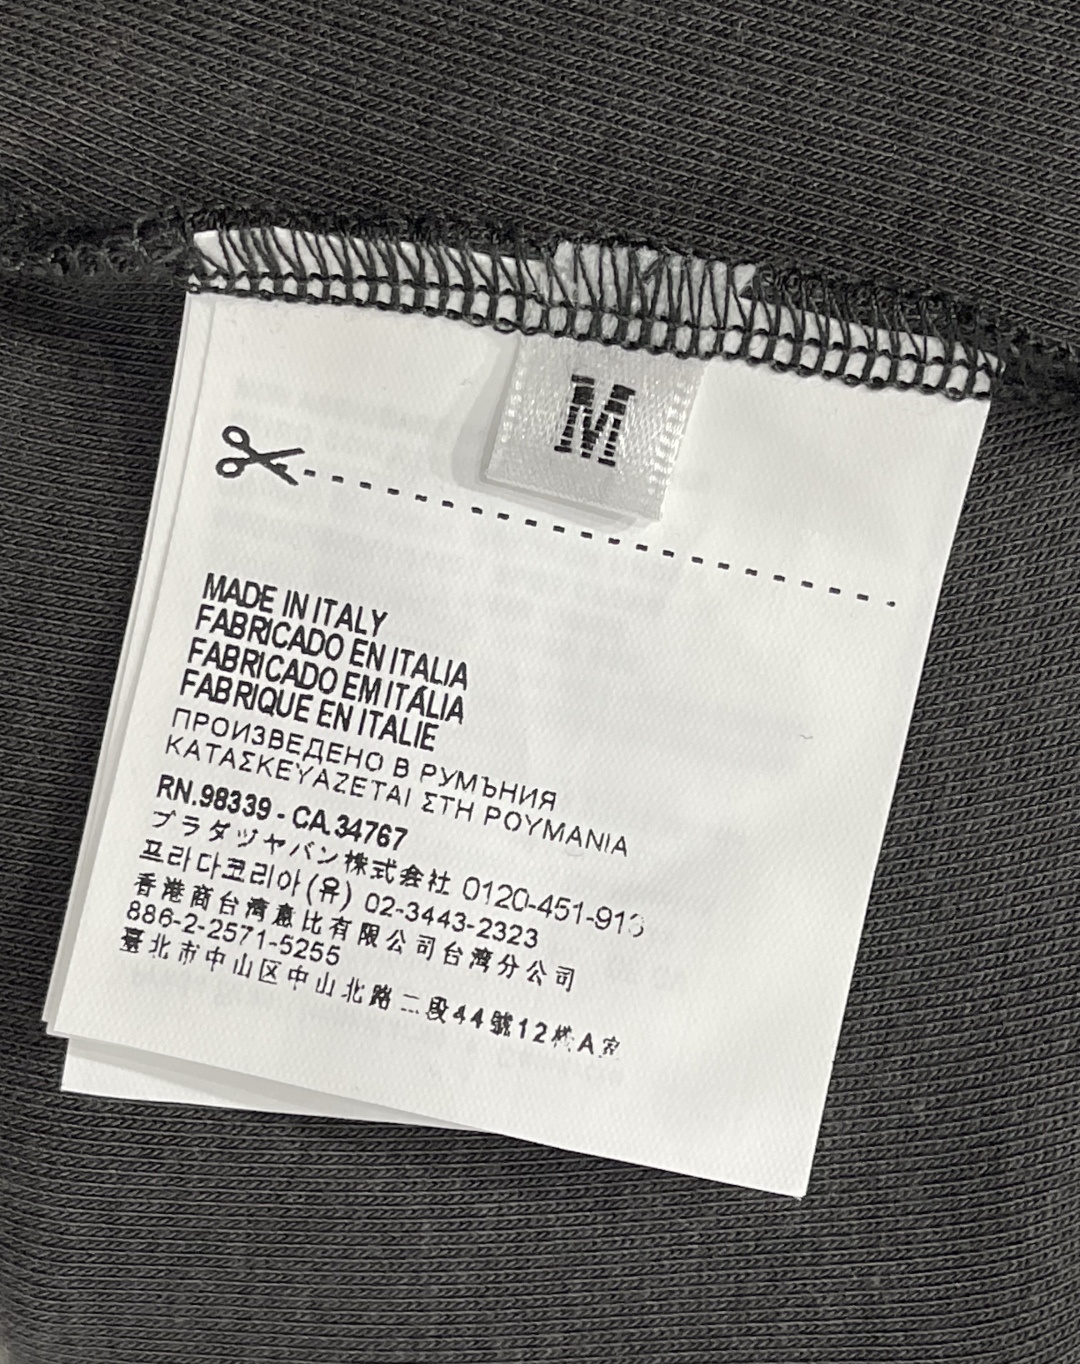 M
MADE IN ITALY
FABRICADO EN ITALIA
FABRICADO EM ITÁLIA
FABRIQUE EN ITALIE
ПРОИЗВЕДЕНО В РУМЪНИЯ
ΚΑΤΑΣΚΕΥΑΖΕΤΑΙ ΣΤΗ ΡΟΥΜΑΝΙΑ
RN.98339 - CA.34767
プラダジャパン株式会社 0120-451-913
프라다코리아(유) 02-3443-2323
香港商台灣意比有限公司台灣分公司
886-2-2571-5255
臺北市中山区中山北路二段44號12樓A室